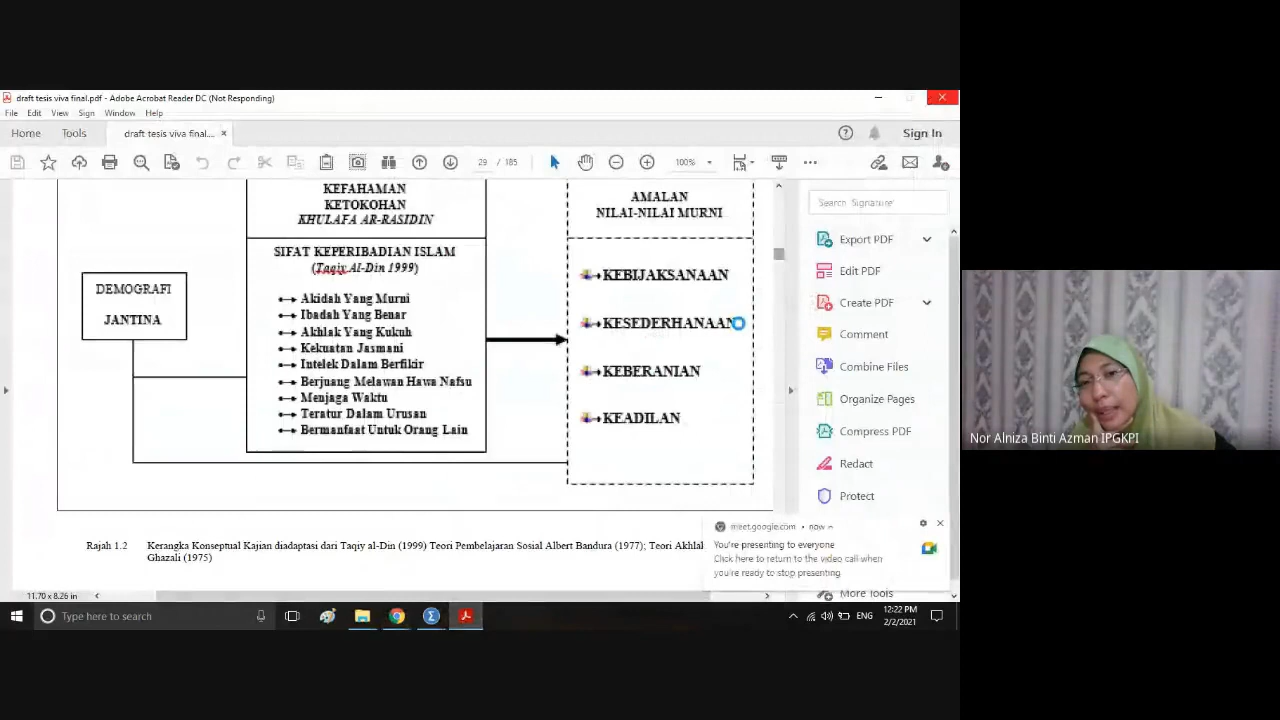 draft tesis viva final.pdf - Adobe Acrobat Reader DC (Not Responding)
File Edit View Sign Window Help
Home Tools draft tesis viva final.... × Sign In
29 / 185 100%
KEFAHAMAN
KETOKOHAN
KHULAFA AR-RASIDIN
SIFAT KEPERIBADIAN ISLAM
(Taqiy Al-Din 1999)
Akidah Yang Murni
Ibadah Yang Benar
Akhlak Yang Kukuh
Kekuatan Jasmani
Intelek Dalam Berfikir
Berjuang Melawan Hawa Nafsu
Menjaga Waktu
Teratur Dalam Urusan
Bermanfaat Untuk Orang Lain
DEMOGRAFI
JANTINA
AMALAN
NILAI-NILAI MURNI
KEBIJAKSANAAN
KESEDERHANAAN
KEBERANIAN
KEADILAN
Rajah 1.2 Kerangka Konseptual Kajian diadaptasi dari Taqiy al-Din (1999) Teori Pembelajaran Sosial Albert Bandura (1977); Teori Akhlak
Ghazali (1975)
11.70 x 8.26 in
Search 'Signature'
Export PDF
Edit PDF
Create PDF
Comment
Combine Files
Organize Pages
Compress PDF
Redact
Protect
More Tools
meet.google.com • now
You're presenting to everyone
Click here to return to the video call when
you're ready to stop presenting
Type here to search
ENG
12:22 PM
2/2/2021
Nor Alniza Binti Azman IPGKPI